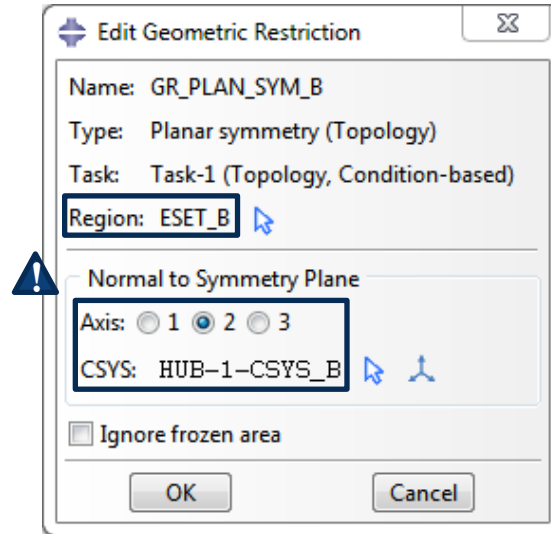 Edit Geometric Restriction
Name: GR_PLAN_SYM_B
Type: Planar symmetry (Topology)
Task: Task-1 (Topology, Condition-based)
Region: ESET_B
Normal to Symmetry Plane
Axis: 1 2 3
CSYS: HUB-1-CSYS_B
Ignore frozen area
OK Cancel